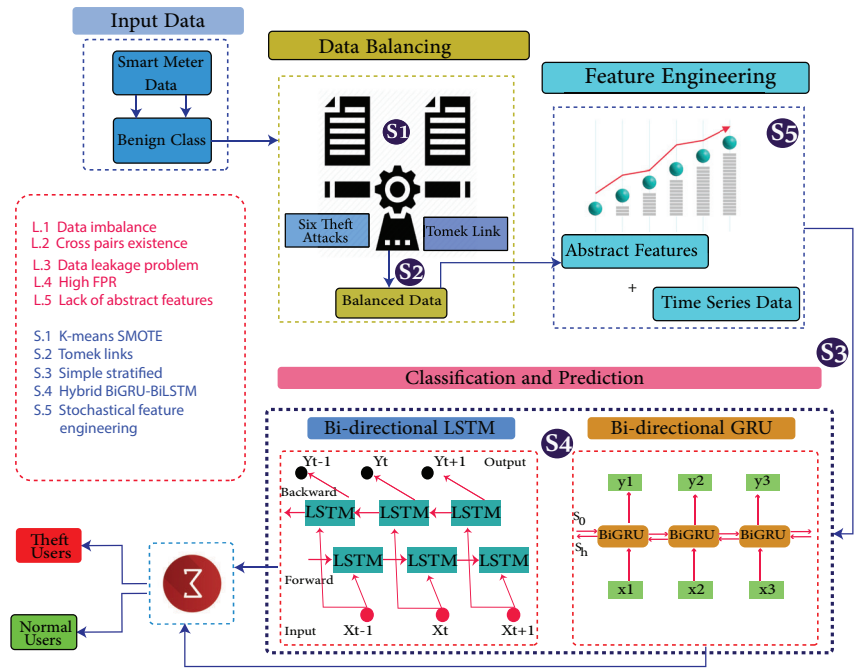 Input Data
Smart Meter
Data
Benign Class
Data Balancing
S1
Six Theft
Attacks
Tomek Link
S2
Balanced Data
Feature Engineering
S5
Abstract Features
+
Time Series Data
L.1 Data imbalance
L.2 Cross pairs existence
L.3 Data leakage problem
L.4 High FPR
L.5 Lack of abstract features
S.1 K-means SMOTE
S.2 Tomek links
S.3 Simple stratified
S.4 Hybrid BiGRU-BiLSTM
S.5 Stochastical feature
engineering
S3
Classification and Prediction
Bi-directional LSTM
S4
Bi-directional GRU
Yt-1 Yt Yt+1 Output
Backward
LSTM LSTM LSTM
LSTM LSTM LSTM
Forward
Input Xt-1 Xt Xt+1
y1 y2 y3
S0
BiGRU BiGRU BiGRU
Sh
x1 x2 x3
Σ
Theft
Users
Normal
Users